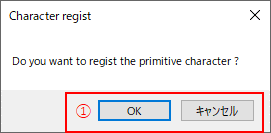 Character regist
Do you want to regist the primitive character ?
① OK キャンセル